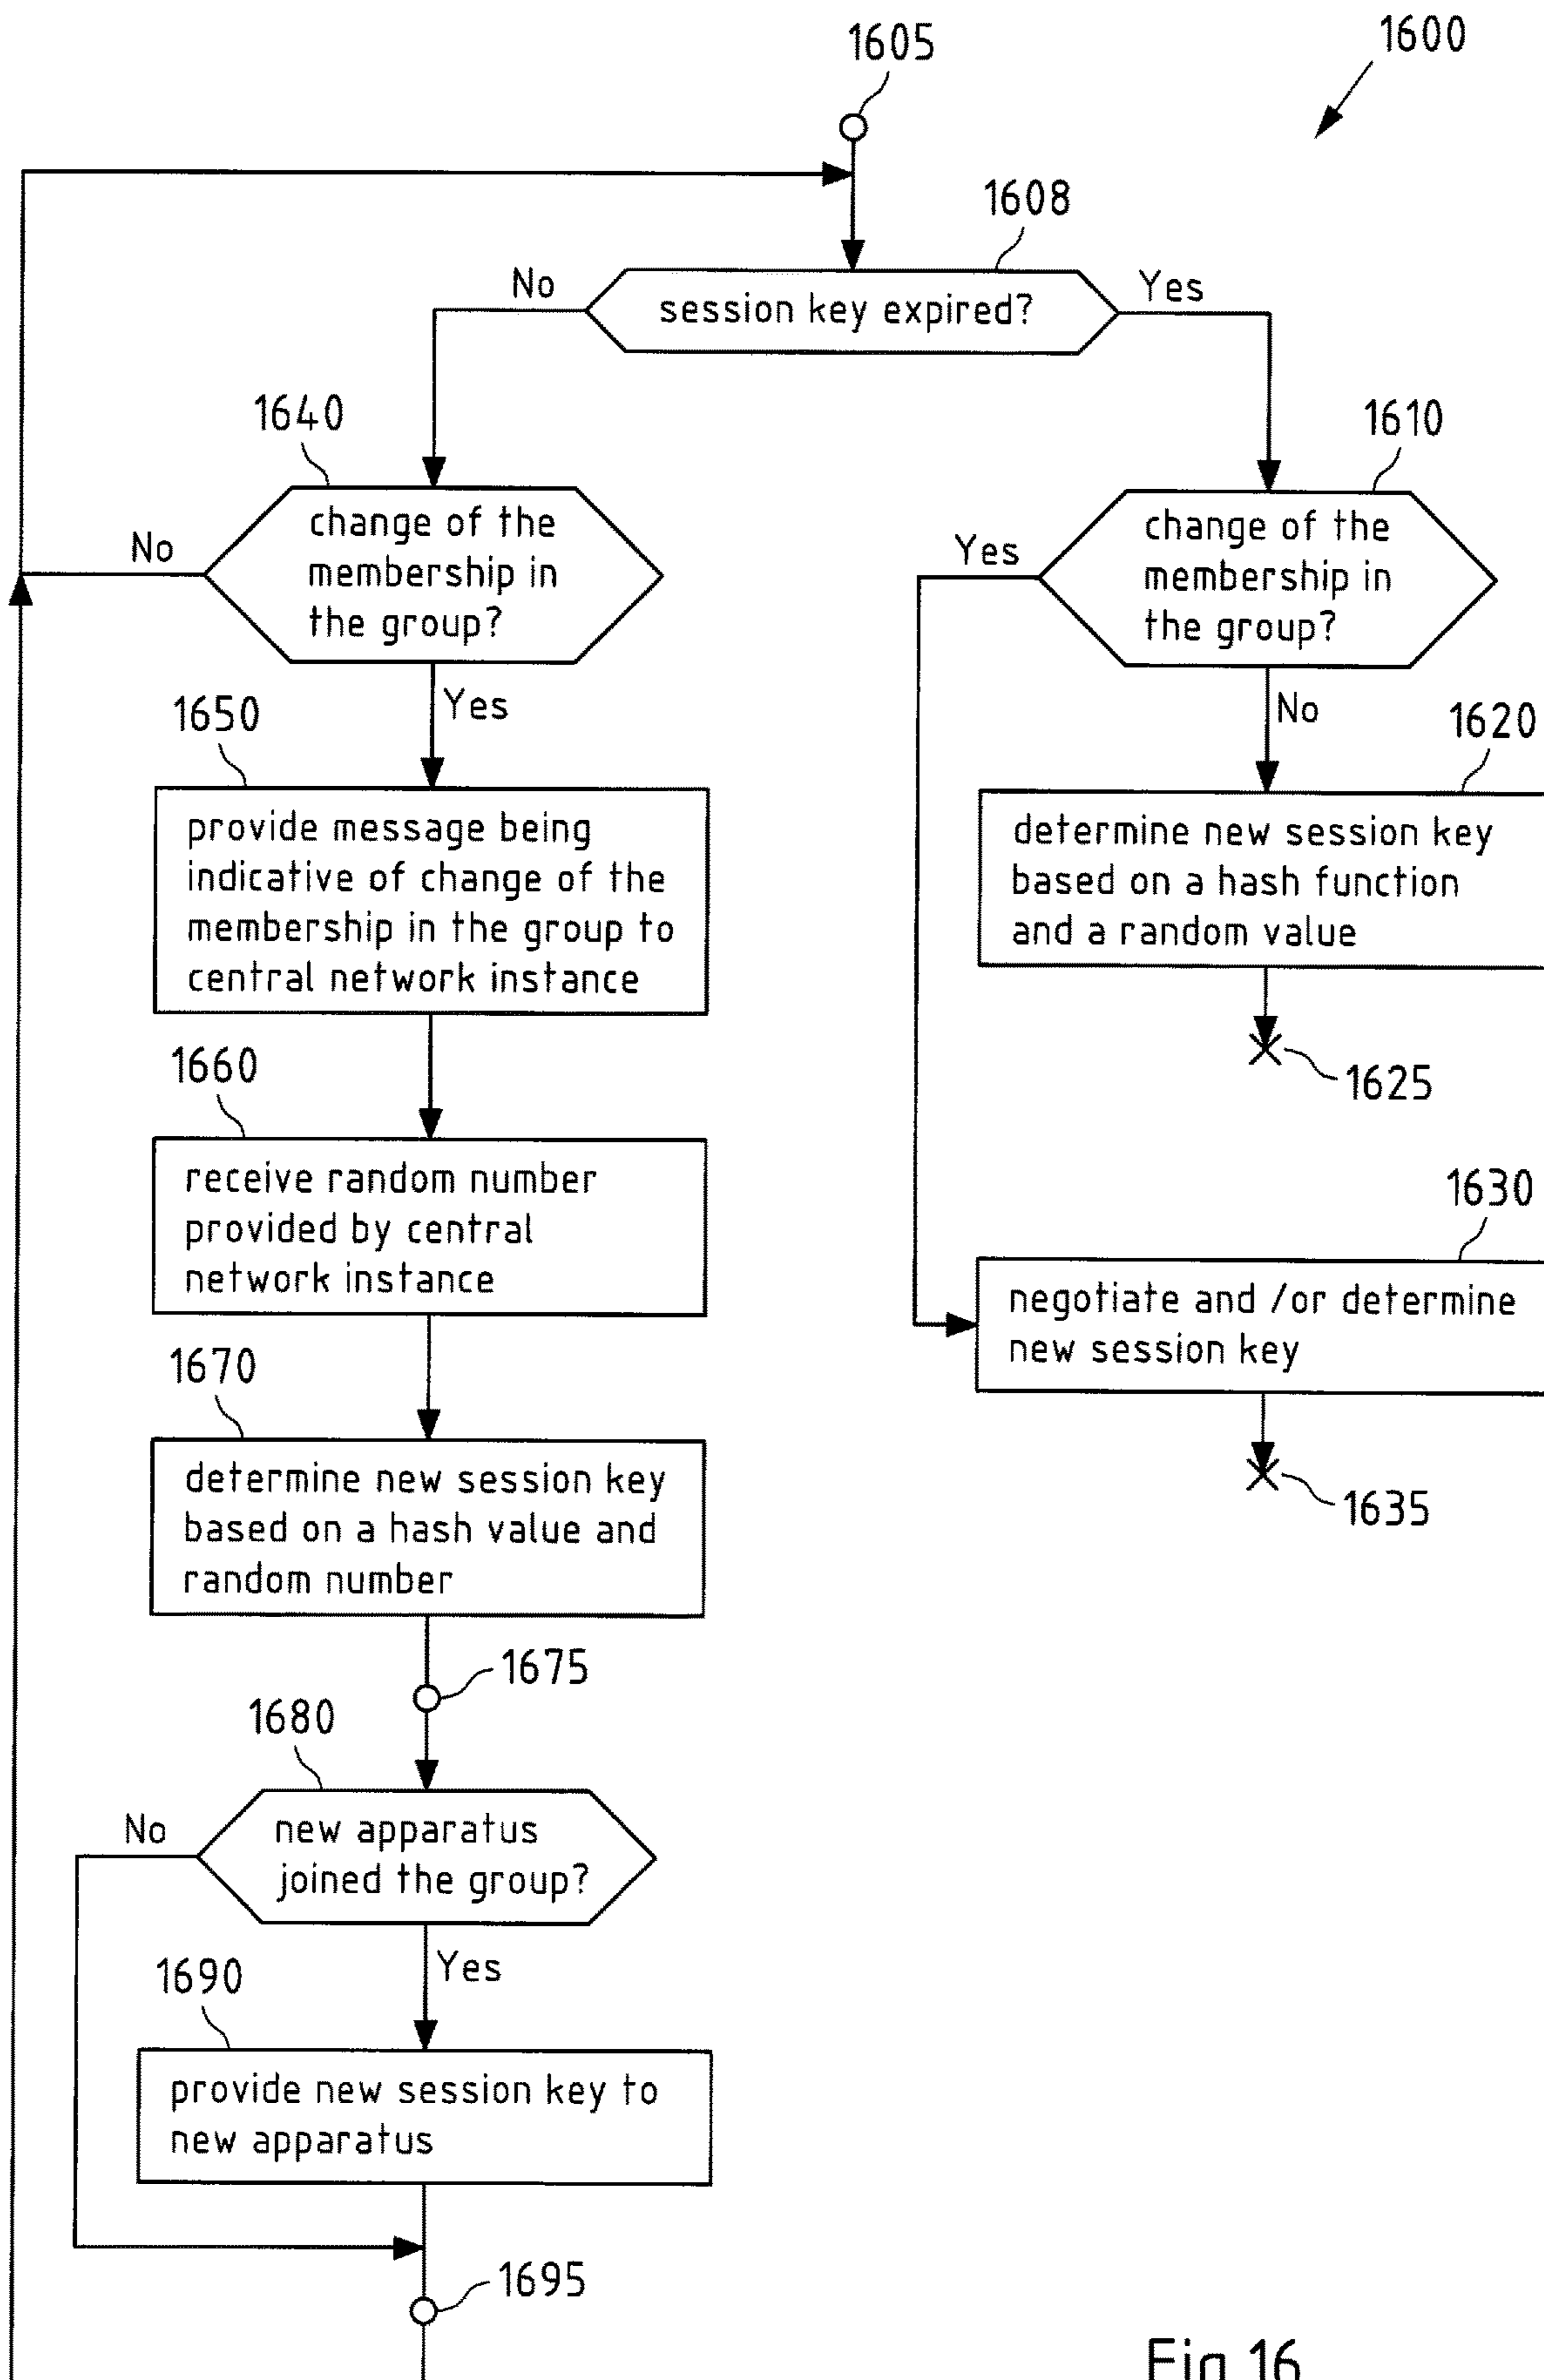 1605
1600
1608
No
session key expired?
Yes
1640
1610
No
change of the
membership in
the group?
Yes
change of the
membership in
the group?
Yes
No
1650
1620
provide message being
indicative of change of the
membership in the group to
central network instance
determine new session key
based on a hash function
and a random value
1625
1660
receive random number
provided by central
network instance
1630
negotiate and /or determine
new session key
1635
1670
determine new session key
based on a hash value and
random number
1675
1680
No
new apparatus
joined the group?
Yes
1690
provide new session key to
new apparatus
1695
Fig.16